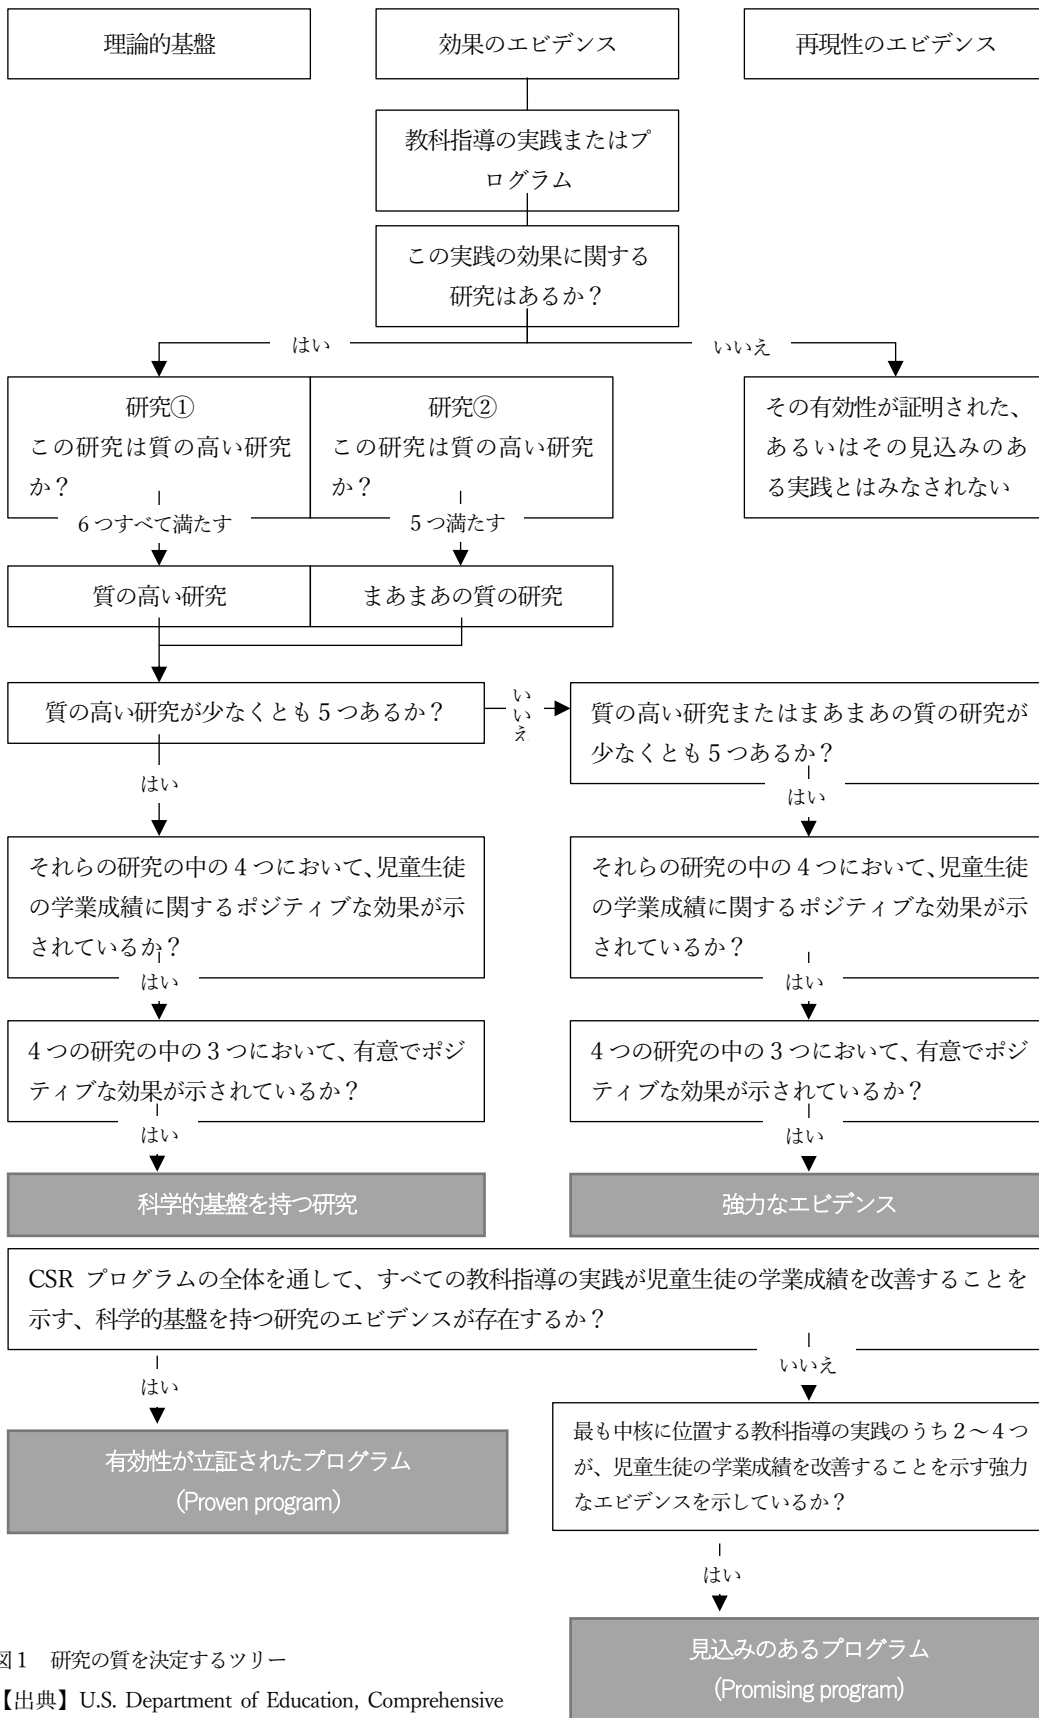 理論的基盤
効果のエビデンス
再現性のエビデンス
教科指導の実践またはプ
ログラム
この実践の効果に関する
研究はあるか？
はい
いいえ
研究①
この研究は質の高い研究
か？
研究②
この研究は質の高い研究
か？
その有効性が証明された、
あるいはその見込みのあ
る実践とはみなされない
6つすべて満たす
5つ満たす
質の高い研究
まあまあの質の研究
質の高い研究が少なくとも5つあるか？
いいえ
質の高い研究またはまあまあの質の研究が
少なくとも5つあるか？
はい
はい
それらの研究の中の4つにおいて、児童生徒
の学業成績に関するポジティブな効果が示
されているか？
それらの研究の中の4つにおいて、児童生徒
の学業成績に関するポジティブな効果が示
されているか？
はい
はい
4つの研究の中の3つにおいて、有意でポジ
ティブな効果が示されているか？
4つの研究の中の3つにおいて、有意でポジ
ティブな効果が示されているか？
はい
はい
科学的基盤を持つ研究
強力なエビデンス
CSR プログラムの全体を通して、すべての教科指導の実践が児童生徒の学業成績を改善することを
示す、科学的基盤を持つ研究のエビデンスが存在するか？
はい
いいえ
有効性が立証されたプログラム
(Proven program)
最も中核に位置する教科指導の実践のうち2～4つ
が、児童生徒の学業成績を改善することを示す強力
なエビデンスを示しているか？
はい
見込みのあるプログラム
(Promising program)
図1 研究の質を決定するツリー
【出典】U.S. Department of Education, Comprehensive